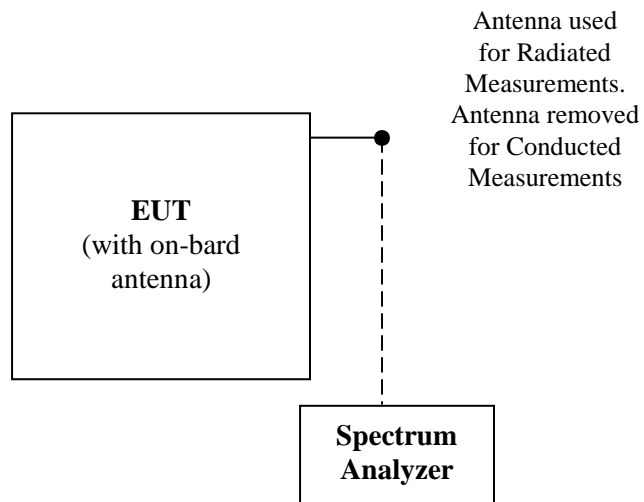 Antenna used
for Radiated
Measurements.
Antenna removed
for Conducted
Measurements
EUT
(with on-bard
antenna)
Spectrum
Analyzer